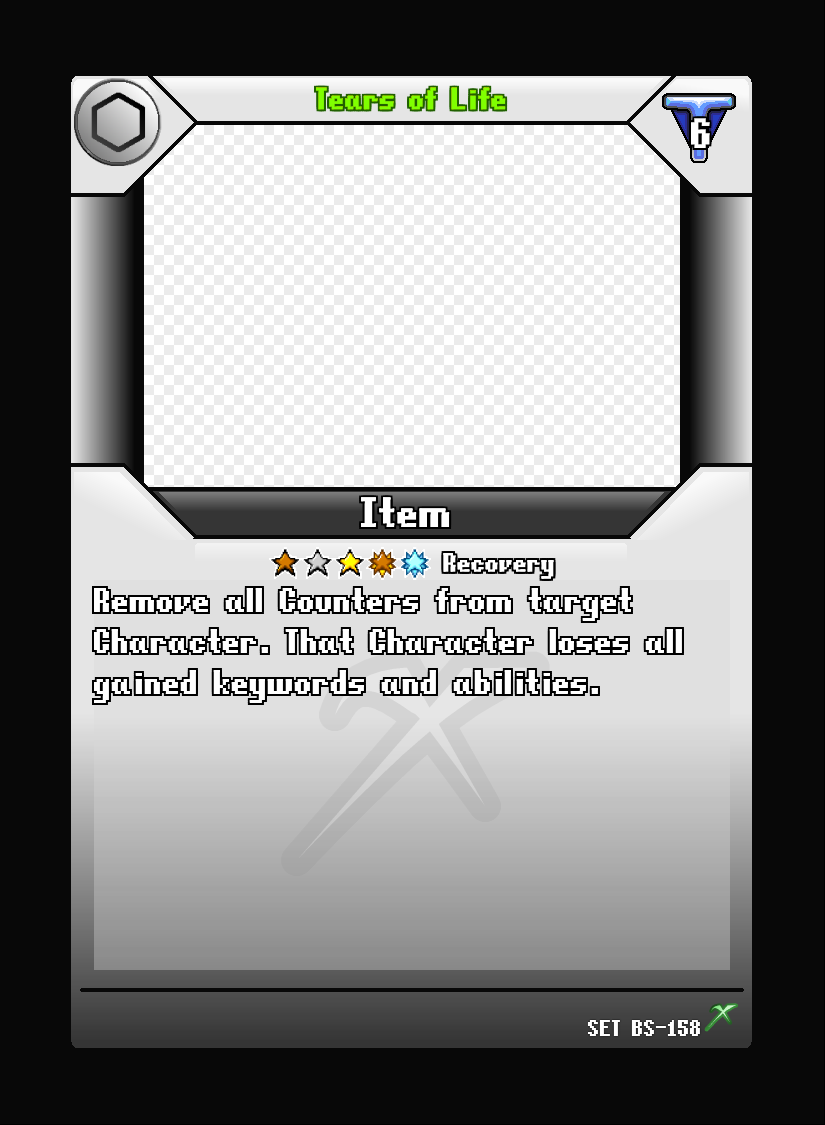 Tears of Life
6
Item
Recovery
Remove all Counters from target
Character. That Character loses all
gained keywords and abilities.
SET BS-158